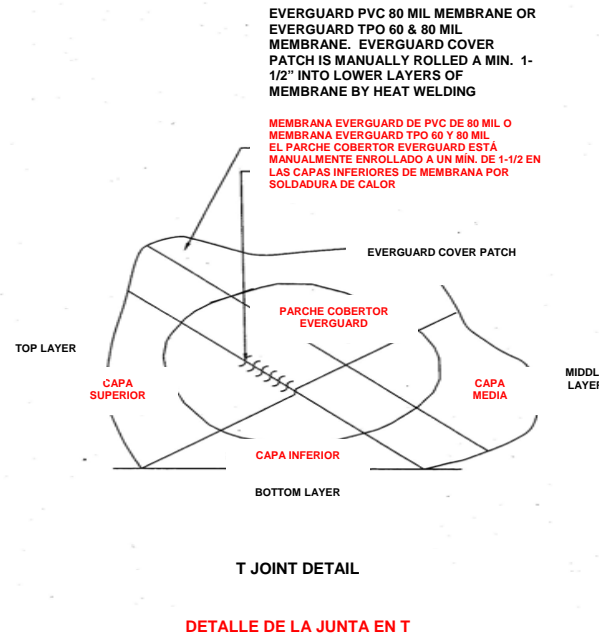 EVERGUARD PVC 80 MIL MEMBRANE OR
EVERGUARD TPO 60 & 80 MIL
MEMBRANE. EVERGUARD COVER
PATCH IS MANUALLY ROLLED A MIN. 1-
1/2” INTO LOWER LAYERS OF
MEMBRANE BY HEAT WELDING
MEMBRANA EVERGUARD DE PVC DE 80 MIL O
MEMBRANA EVERGUARD TPO 60 Y 80 MIL
EL PARCHE COBERTOR EVERGUARD ESTÁ
MANUALMENTE ENROLLADO A UN MÍN. DE 1-1/2 EN
LAS CAPAS INFERIORES DE MEMBRANA POR
SOLDADURA DE CALOR
EVERGUARD COVER PATCH
PARCHE COBERTOR
EVERGUARD
TOP LAYER
CAPA
SUPERIOR
CAPA
MEDIA
MIDDL
LAYER
CAPA INFERIOR
BOTTOM LAYER
T JOINT DETAIL
DETALLE DE LA JUNTA EN T